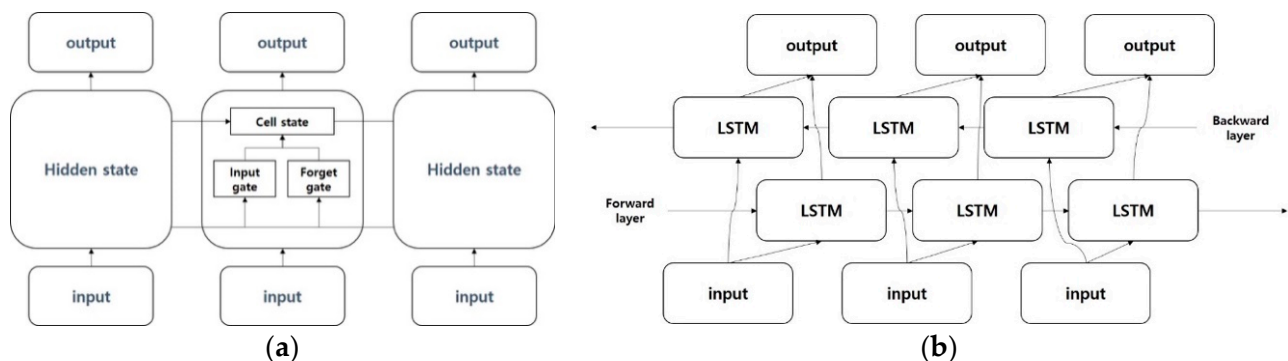 output
output
output
Hidden state
Cell state
Input
gate
Forget
gate
Hidden state
input
input
input
(a)
output
output
output
LSTM
LSTM
LSTM
Backward
layer
Forward
layer
LSTM
LSTM
LSTM
input
input
input
(b)